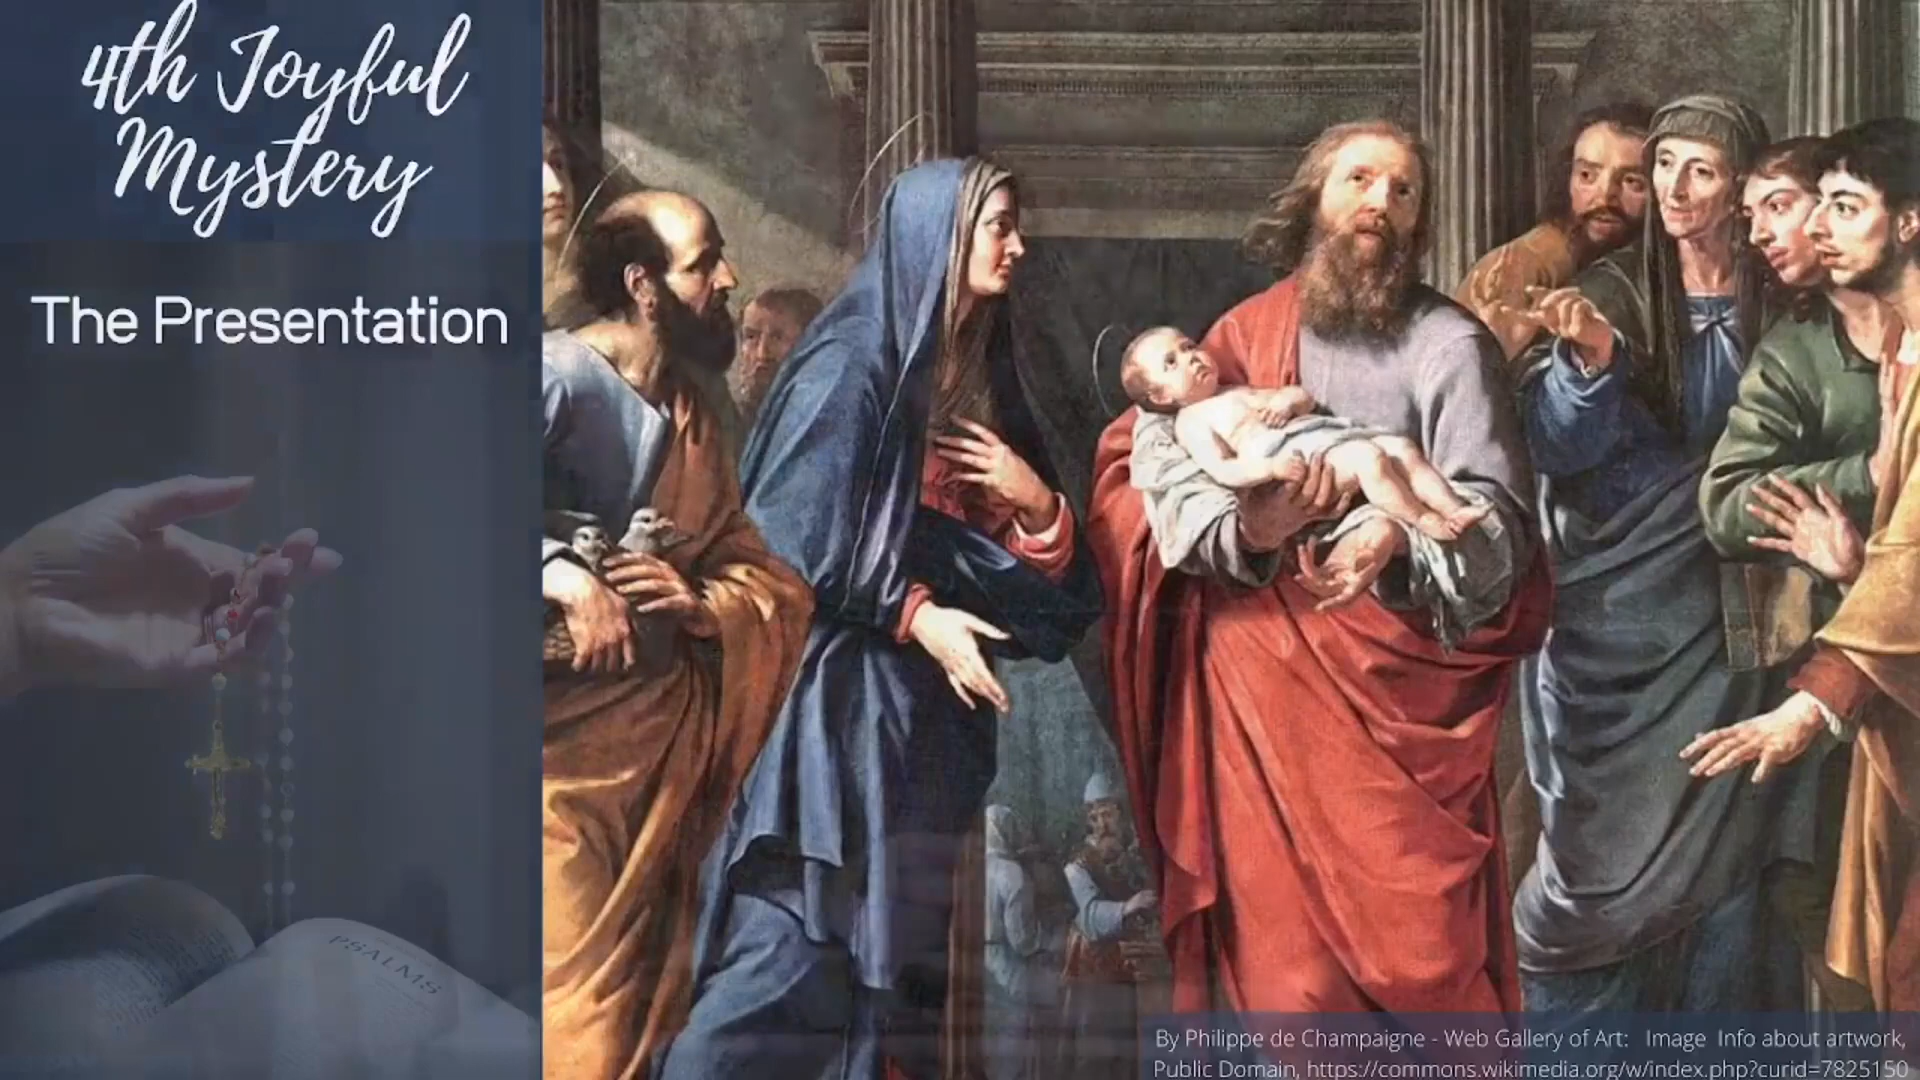 4th Joyful
Mystery
The Presentation
PSALMS
By Philippe de Champaigne - Web Gallery of Art: Image Info about artwork,
Public Domain, https://commons.wikimedia.org/w/index.php?curid=7825150